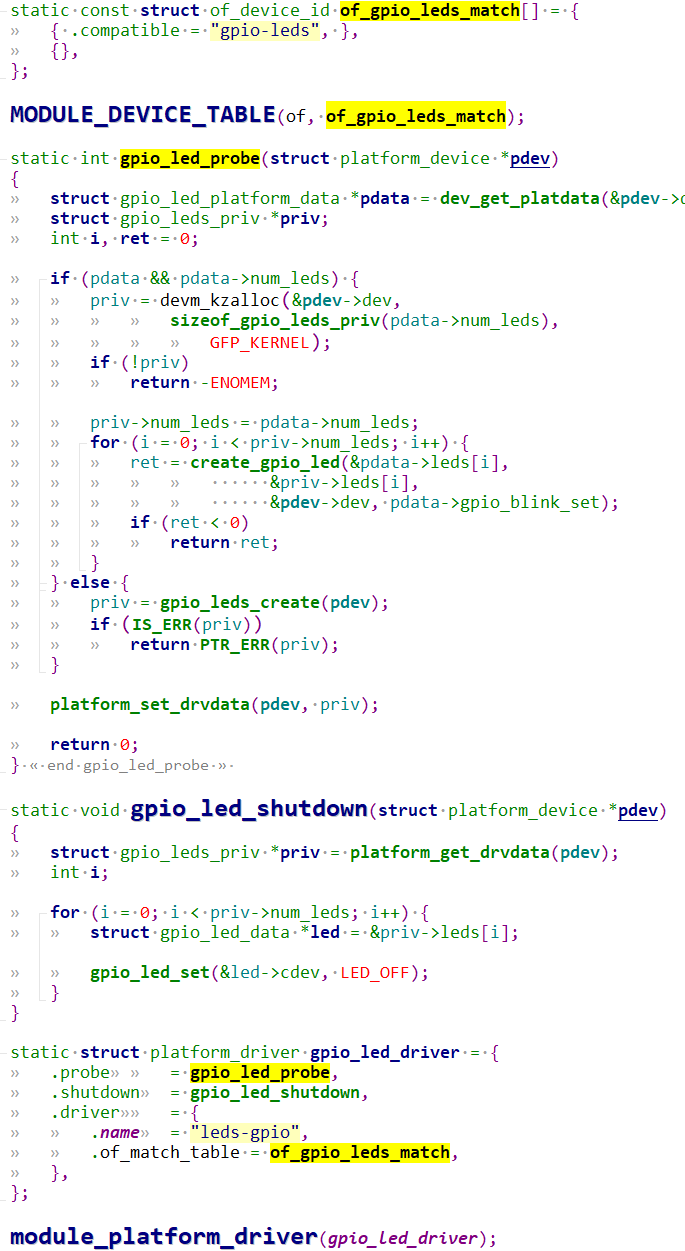 static const struct of_device_id of_gpio_leds_match[] = {
» { .compatible = "gpio-leds", },
» {},
};
MODULE_DEVICE_TABLE(of, of_gpio_leds_match);
static int gpio_led_probe(struct platform_device *pdev)
{
» struct gpio_led_platform_data *pdata = dev_get_platdata(&pdev->
» struct gpio_leds_priv *priv;
» int i, ret = 0;
» if (pdata && pdata->num_leds) {
» » priv = devm_kzalloc(&pdev->dev,
» » » » sizeof_gpio_leds_priv(pdata->num_leds),
» » » » » GFP_KERNEL);
» » if (!priv)
» » » return -ENOMEM;
» » priv->num_leds = pdata->num_leds;
» » for (i = 0; i < priv->num_leds; i++) {
» » » ret = create_gpio_led(&pdata->leds[i],
» » » » » ······&priv->leds[i],
» » » » » ······&pdev->dev, pdata->gpio_blink_set);
» » » if (ret < 0)
» » » » return ret;
» » }
» } else {
» » priv = gpio_leds_create(pdev);
» » if (IS_ERR(priv))
» » » return PTR_ERR(priv);
» }
» platform_set_drvdata(pdev, priv);
» return 0;
} « end gpio_led_probe »
static void gpio_led_shutdown(struct platform_device *pdev)
{
» struct gpio_leds_priv *priv = platform_get_drvdata(pdev);
» int i;
» for (i = 0; i < priv->num_leds; i++) {
» » struct gpio_led_data *led = &priv->leds[i];
» » gpio_led_set(&led->cdev, LED_OFF);
» }
}
static struct platform_driver gpio_led_driver = {
» .probe» » = gpio_led_probe,
» .shutdown» = gpio_led_shutdown,
» .driver»» = {
» » .name» = "leds-gpio",
» » .of_match_table = of_gpio_leds_match,
» },
};
module_platform_driver(gpio_led_driver);